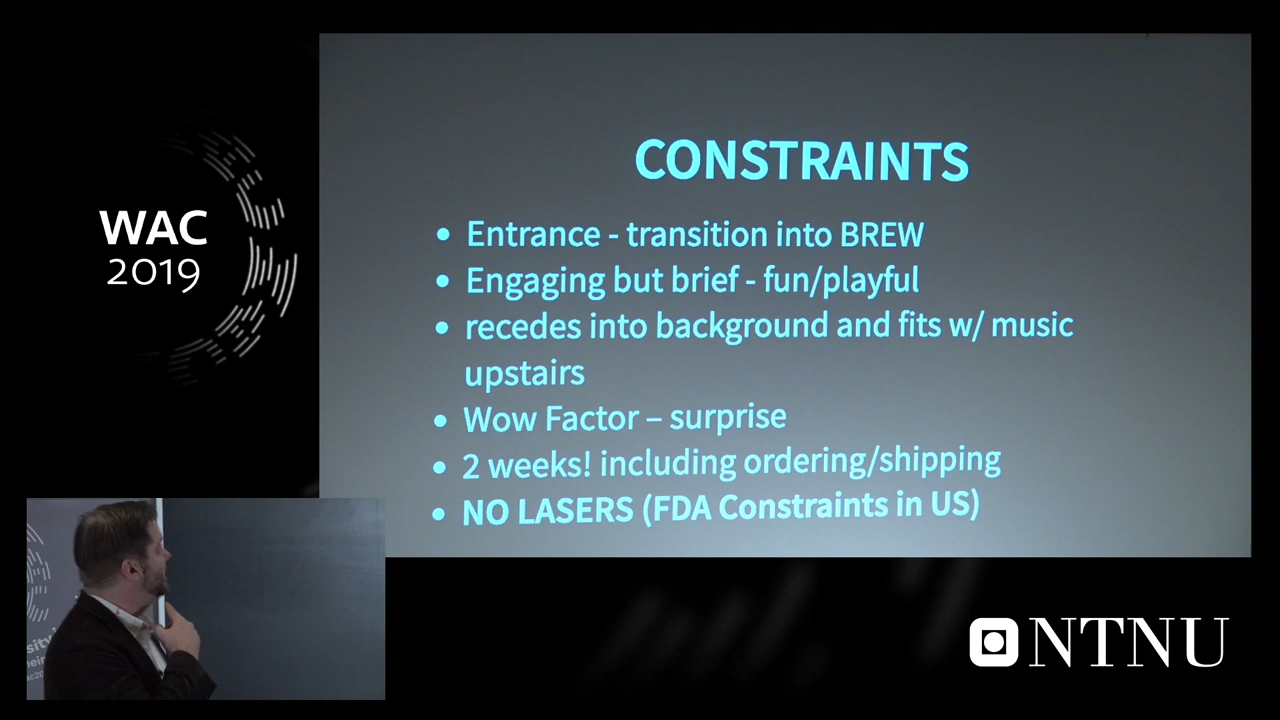 WAC
2019
CONSTRAINTS
• Entrance - transition into BREW
• Engaging but brief - fun/playful
• recedes into background and fits w/ music
upstairs
• Wow Factor – surprise
• 2 weeks! including ordering/shipping
• NO LASERS (FDA Constraints in US)
NTNU